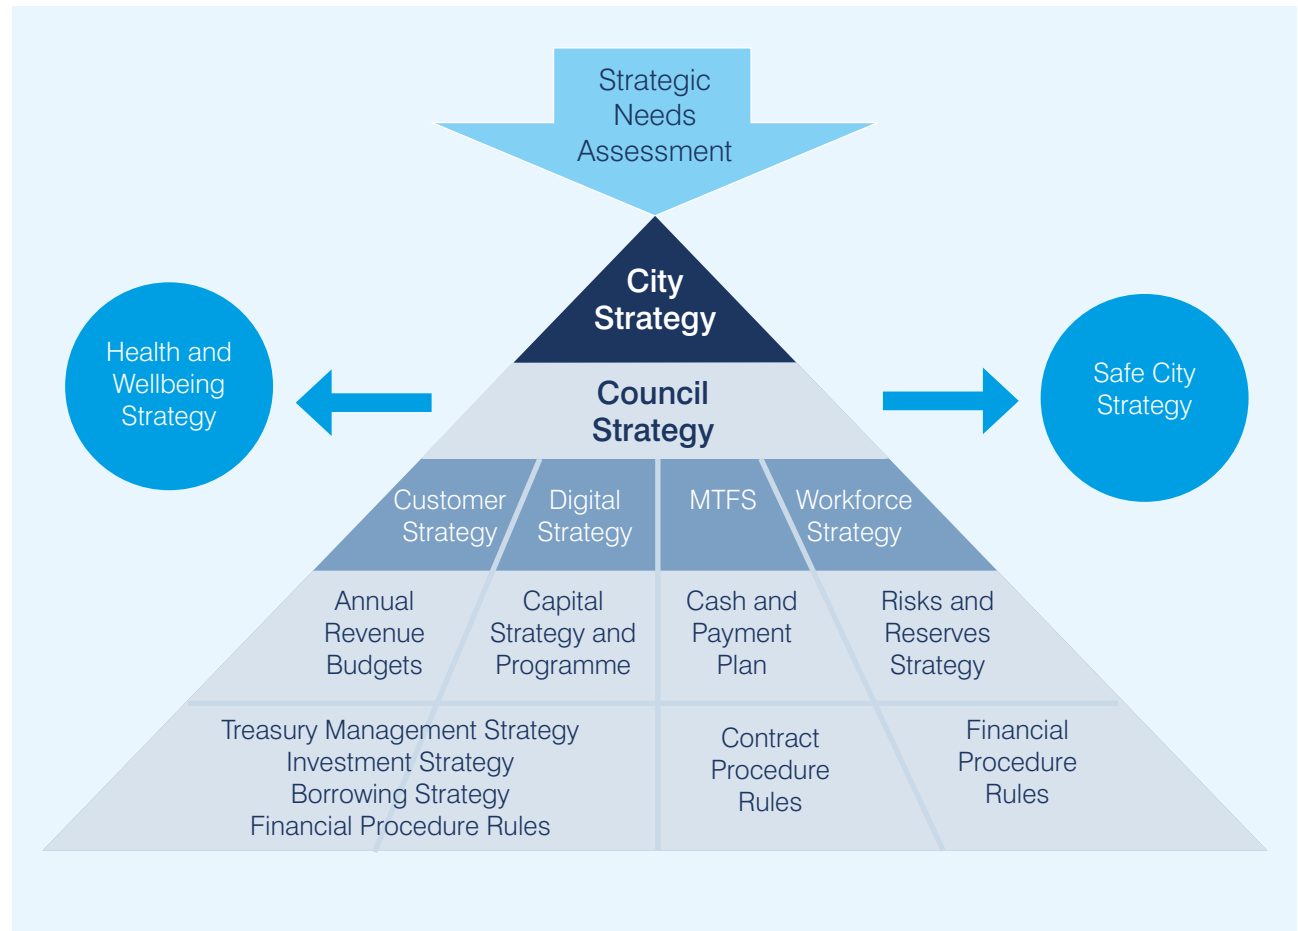 Strategic
Needs
Assessment
City
Strategy
Health and
Wellbeing
Strategy
Council
Strategy
Safe City
Strategy
Customer
Strategy
Digital
Strategy
MTFS
Workforce
Strategy
Annual
Revenue
Budgets
Capital
Strategy and
Programme
Cash and
Payment
Plan
Risks and
Reserves
Strategy
Treasury Management Strategy
Investment Strategy
Borrowing Strategy
Financial Procedure Rules
Contract
Procedure
Rules
Financial
Procedure
Rules